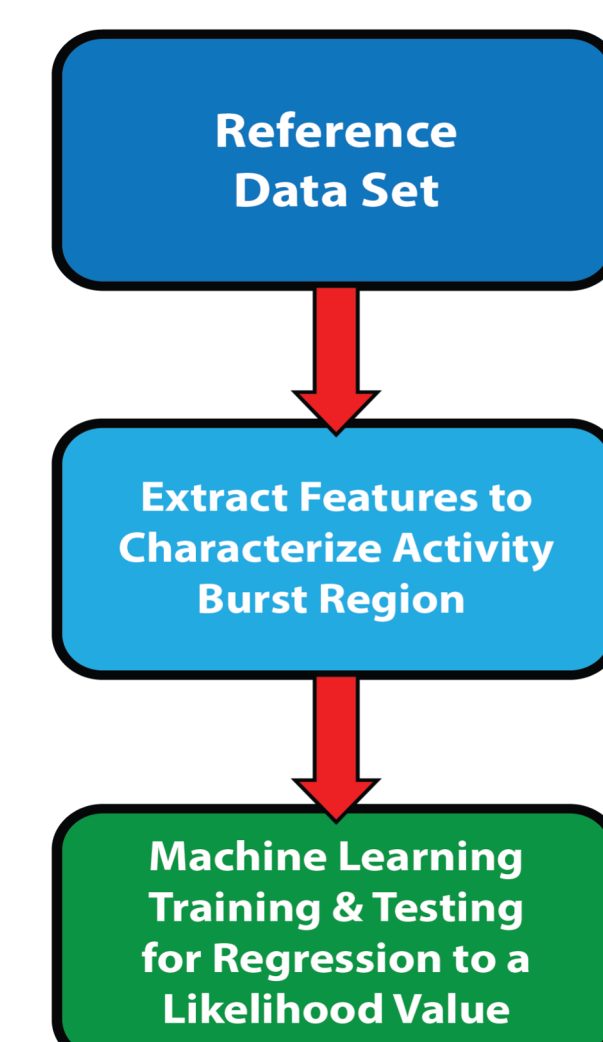 Reference
Data Set
Extract Features to
Characterize Activity
Burst Region
Machine Learning
Training & Testing
for Regression to a
Likelihood Value